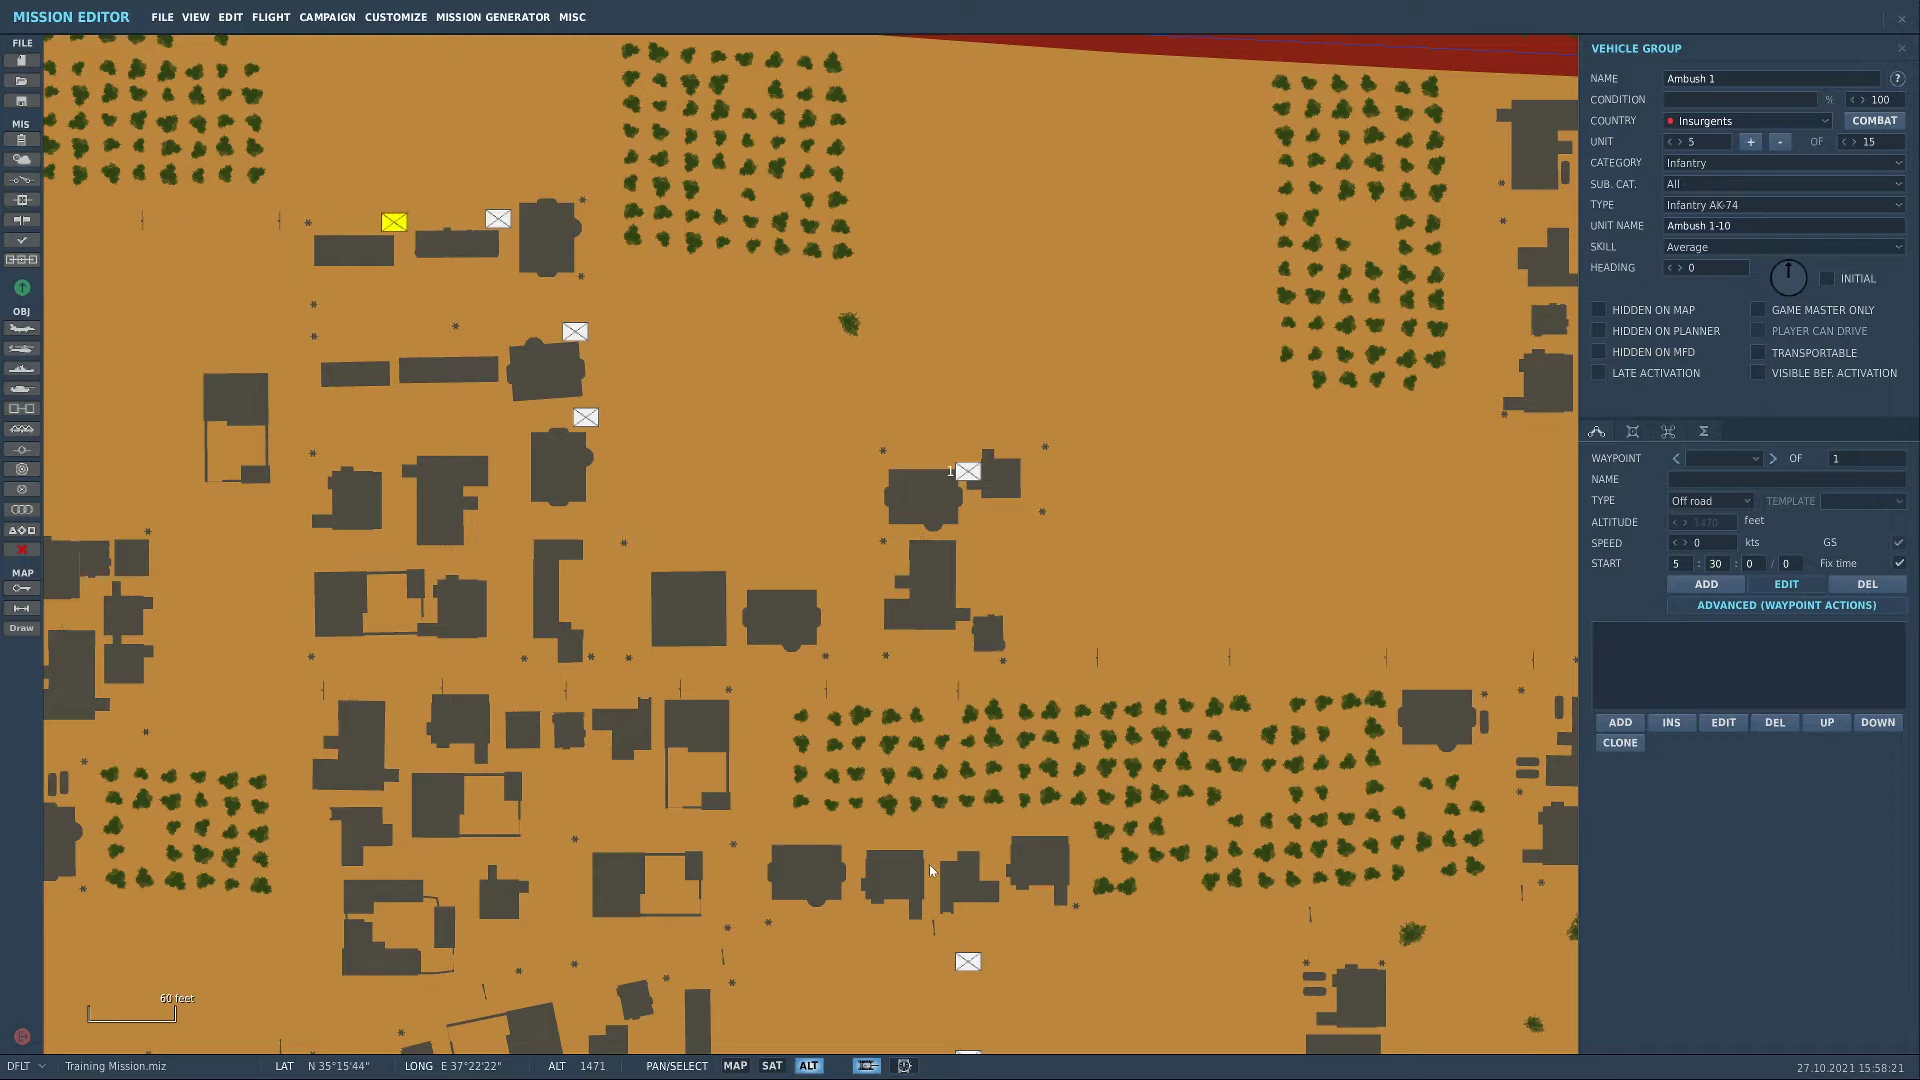 MISSION EDITOR FILE VIEW EDIT FLIGHT CAMPAIGN CUSTOMIZE MISSION GENERATOR MISC
FILE
MIS
OBJ
MAP
Draw
1
60 feet
VEHICLE GROUP
NAME Ambush 1 ?
CONDITION % < > 100
COUNTRY Insurgents COMBAT
UNIT < > 5 + - OF < > 15
CATEGORY Infantry
SUB. CAT. All
TYPE Infantry AK-74
UNIT NAME Ambush 1-10
SKILL Average
HEADING < > 0 INITIAL
HIDDEN ON MAP GAME MASTER ONLY
HIDDEN ON PLANNER PLAYER CAN DRIVE
HIDDEN ON MFD TRANSPORTABLE
LATE ACTIVATION VISIBLE BEF. ACTIVATION
WAYPOINT < > OF 1
NAME
TYPE Off road TEMPLATE
ALTITUDE < > 1470 feet
SPEED < > 0 kts GS
START 5 : 30 : 0 / 0 Fix time
ADD EDIT DEL
ADVANCED (WAYPOINT ACTIONS)
ADD INS EDIT DEL UP DOWN
CLONE
DFLT Training Mission.miz LAT N 35°15'44" LONG E 37°22'22" ALT 1471 PAN/SELECT MAP SAT ALT 27.10.2021 15:58:21